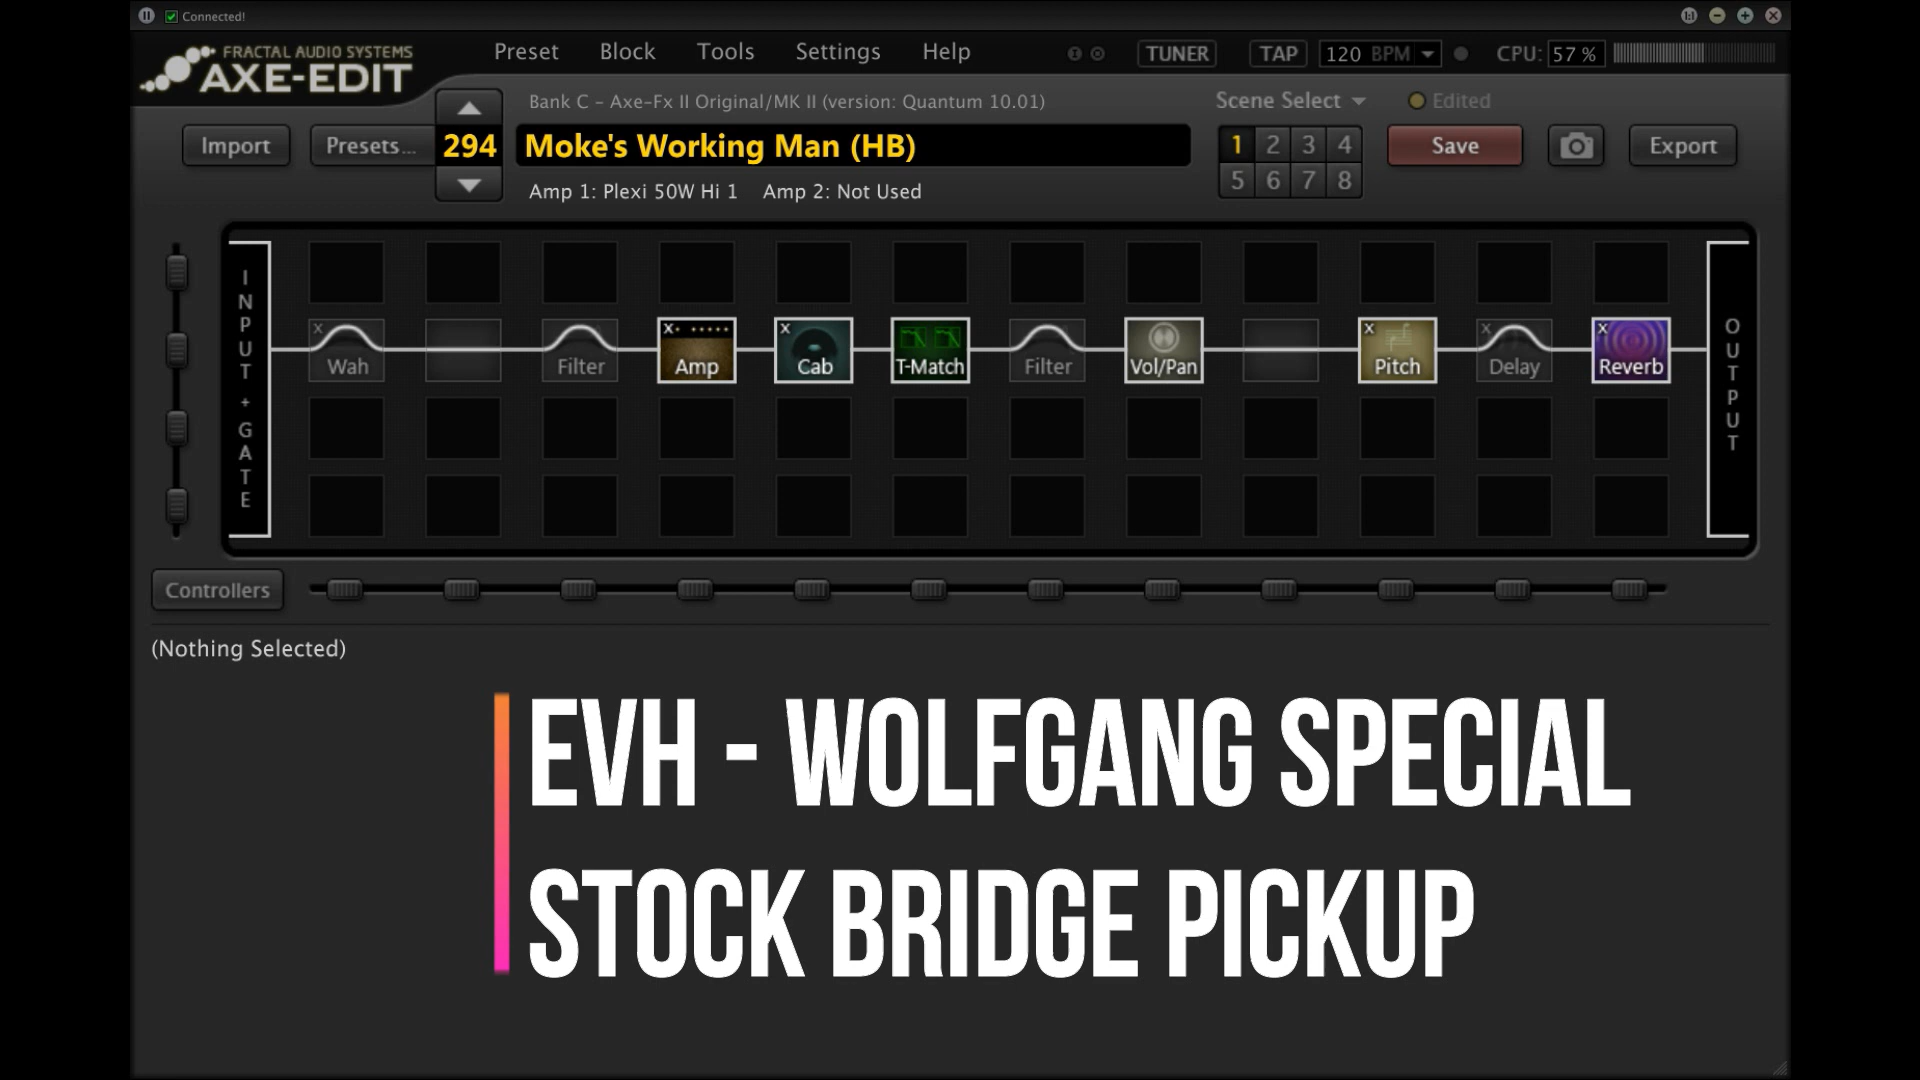 Connected!
FRACTAL AUDIO SYSTEMS
AXE-EDIT
Preset Block Tools Settings Help
TUNER TAP 120 BPM CPU: 57 %
Bank C - Axe-Fx II Original/MK II (version: Quantum 10.01)
Scene Select
Edited
Import Presets... 294 Moke's Working Man (HB)
1 2 3 4
5 6 7 8
Save Export
Amp 1: Plexi 50W Hi 1 Amp 2: Not Used
INPUT + GATE
X Wah
Filter
X Amp
X Cab
T-Match
Filter
Vol/Pan
X Pitch
X Delay
X Reverb
OUTPUT
Controllers
(Nothing Selected)
EVH - WOLFGANG SPECIAL
STOCK BRIDGE PICKUP